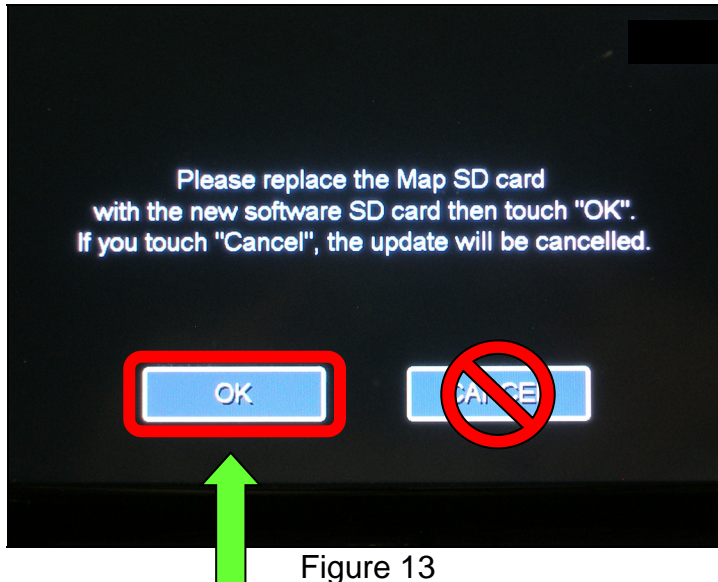 Please replace the Map SD card
with the new software SD card then touch "OK".
If you touch "Cancel", the update will be cancelled.
OK
CANCEL
Figure 13